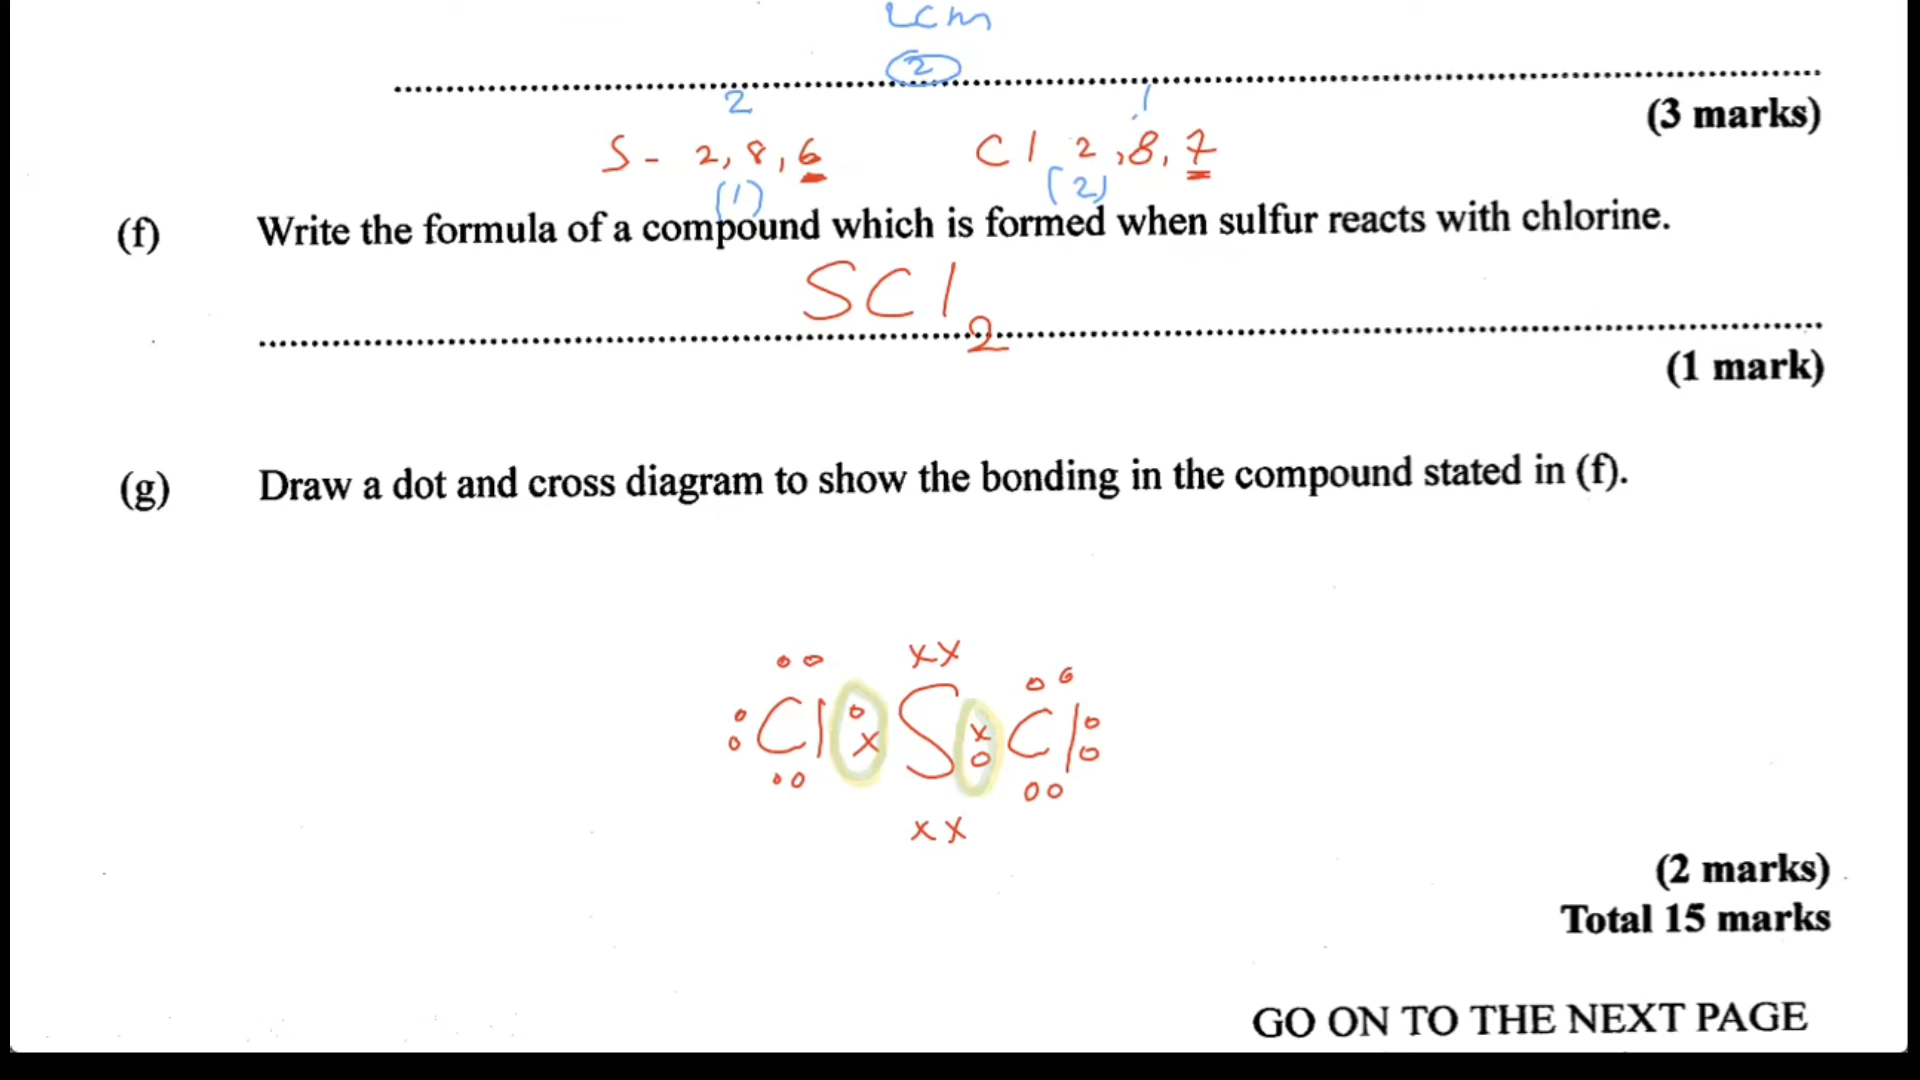 LCM
2
2 1
(3 marks)
S - 2, 8, 6 Cl 2, 8, 7
(1) (2)
(f) Write the formula of a compound which is formed when sulfur reacts with chlorine.
SCl2
(1 mark)
(g) Draw a dot and cross diagram to show the bonding in the compound stated in (f).
xx
Cl x S x Cl
xx
(2 marks)
Total 15 marks
GO ON TO THE NEXT PAGE